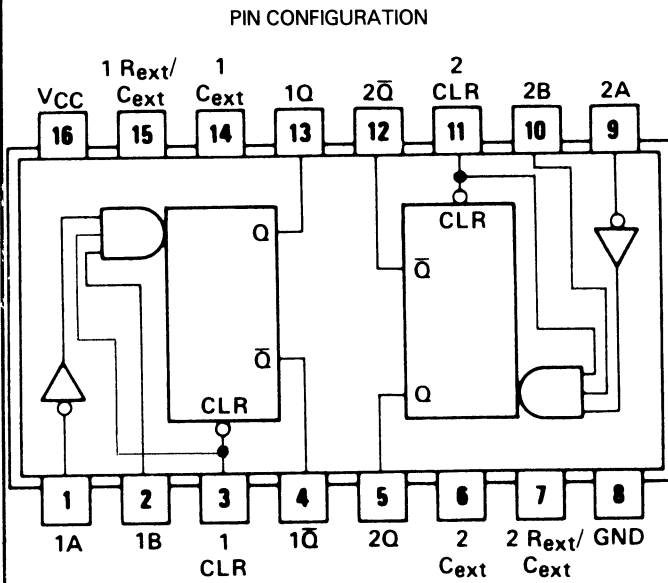 PIN CONFIGURATION
1 Rext/ 1 2
VCC Cext Cext 1Q 2Q̅ CLR 2B 2A
16 15 14 13 12 11 10 9
CLR
Q
Q̅
Q̅
CLR
Q
1 2 3 4 5 6 7 8
1A 1B 1 1Q̅ 2Q 2 2 Rext/ GND
CLR Cext Cext